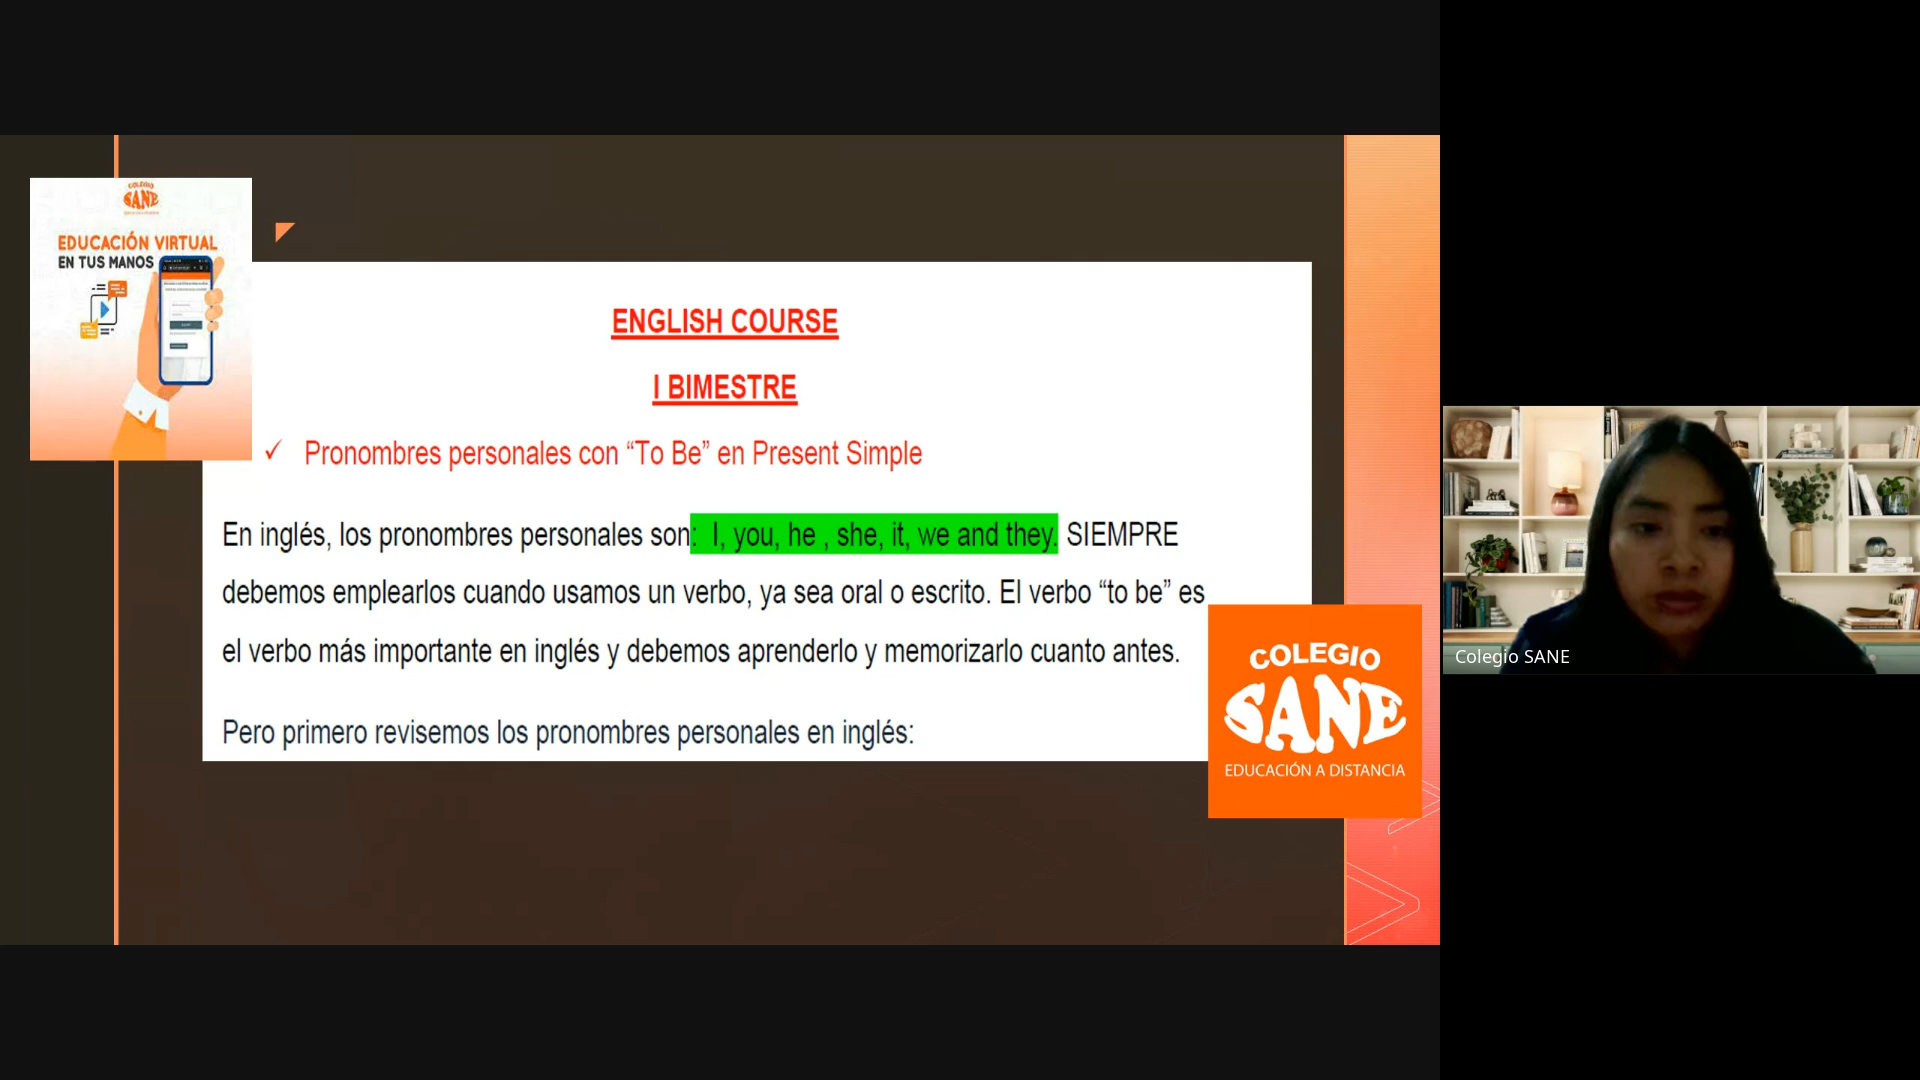 COLEGIO
SANE
EDUCACIÓN VIRTUAL
EN TUS MANOS
ENGLISH COURSE
I BIMESTRE
✓ Pronombres personales con “To Be” en Present Simple
En inglés, los pronombres personales son: I, you, he , she, it, we and they. SIEMPRE
debemos emplearlos cuando usamos un verbo, ya sea oral o escrito. El verbo “to be” es
el verbo más importante en inglés y debemos aprenderlo y memorizarlo cuanto antes.
Pero primero revisemos los pronombres personales en inglés:
COLEGIO
SANE
EDUCACIÓN A DISTANCIA
Colegio SANE